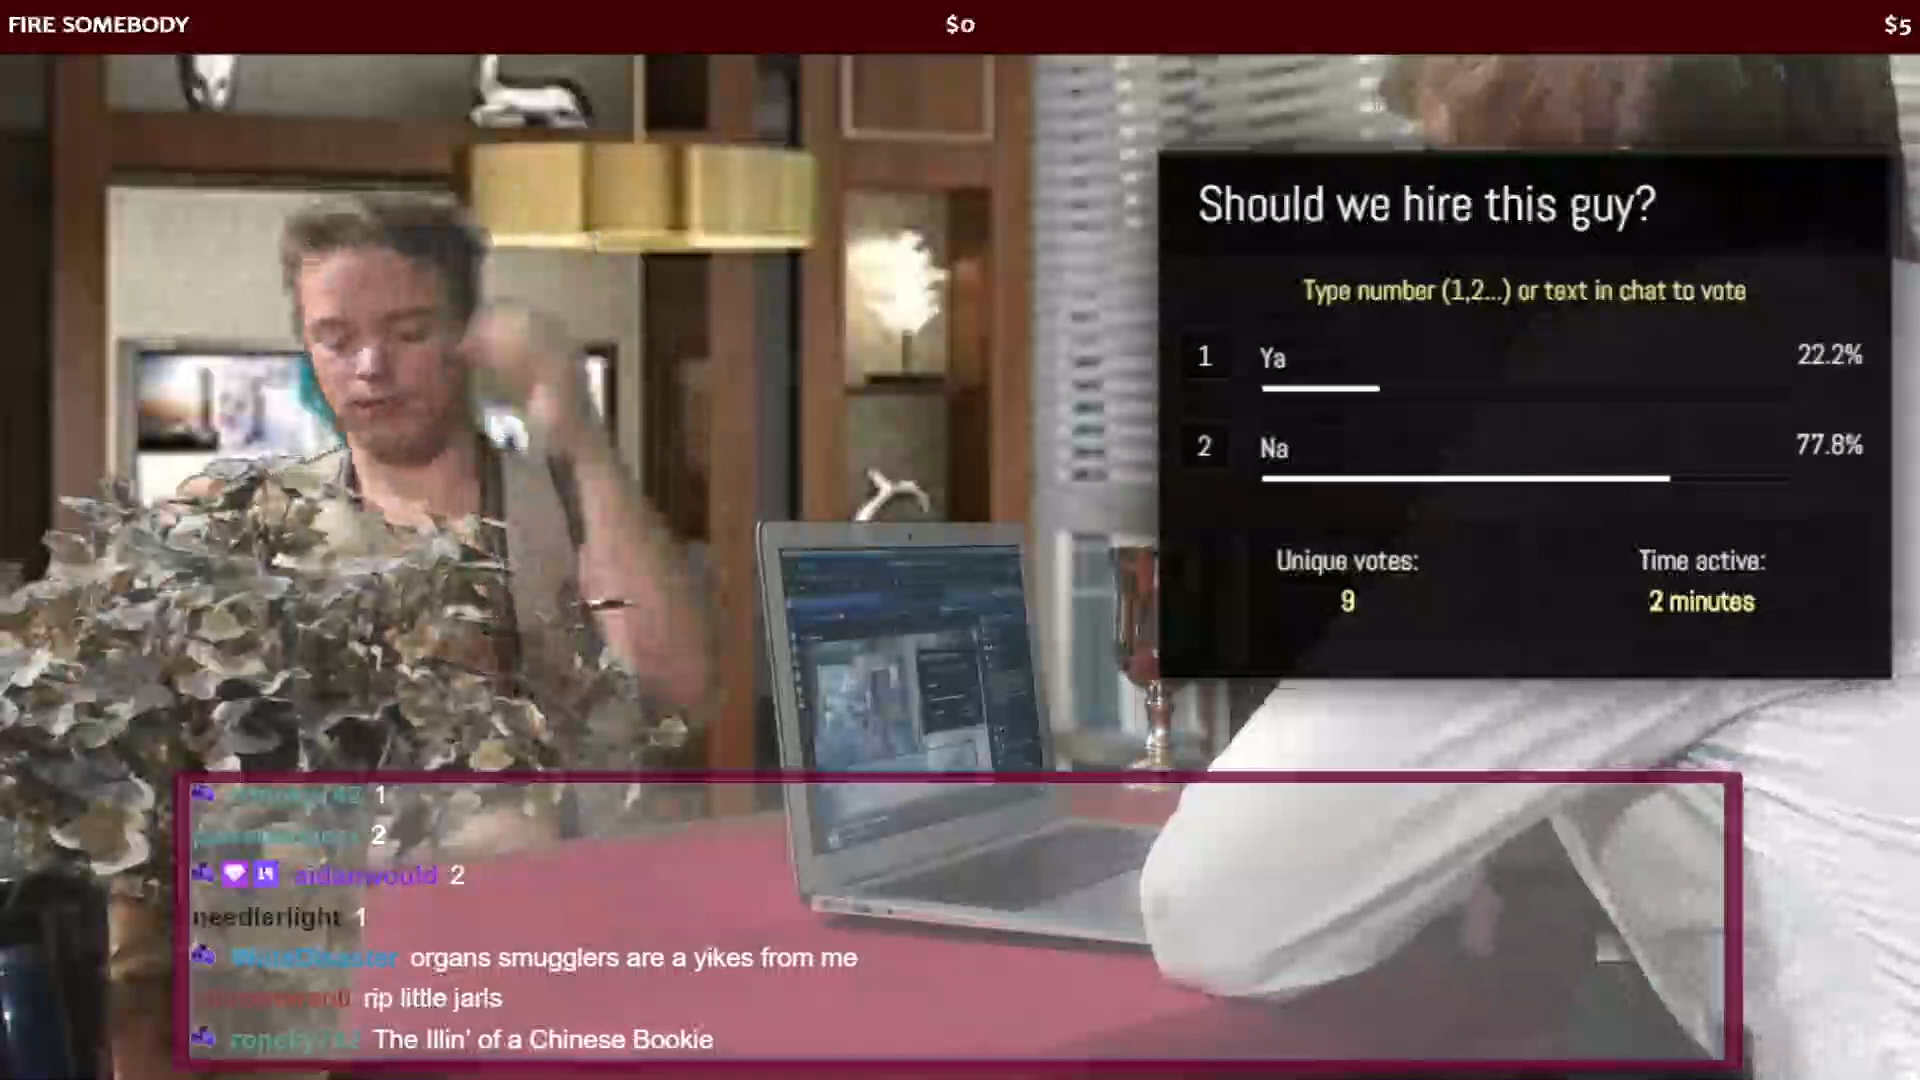 FIRE SOMEBODY $0 $5
Should we hire this guy?
Type number (1,2...) or text in chat to vote
1 Ya 22.2%
2 Na 77.8%
Unique votes: Time active:
9 2 minutes
1
2
aidanwould 2
needlerlight 1
organs smugglers are a yikes from me
rip little jarls
The Illin' of a Chinese Bookie